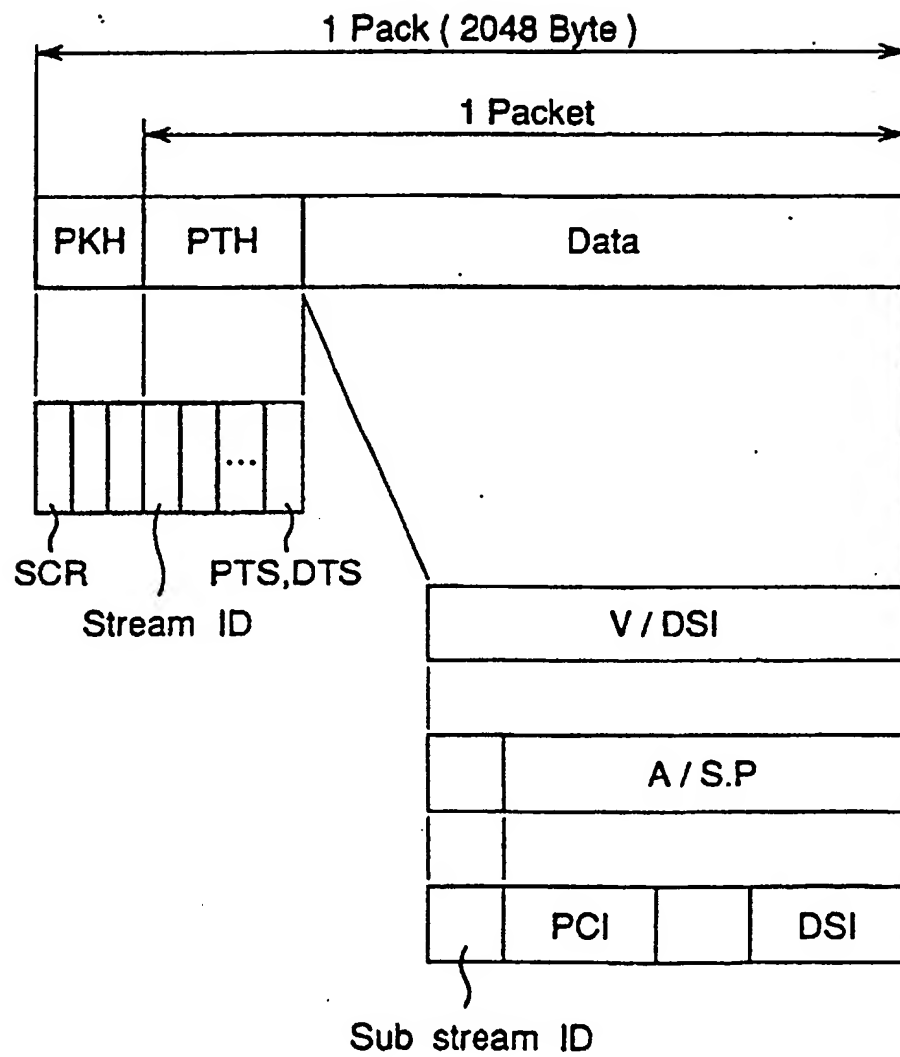 1 Pack ( 2048 Byte )
1 Packet
PKH PTH Data
...
SCR PTS,DTS
Stream ID
V / DSI
A / S.P
PCI DSI
Sub stream ID